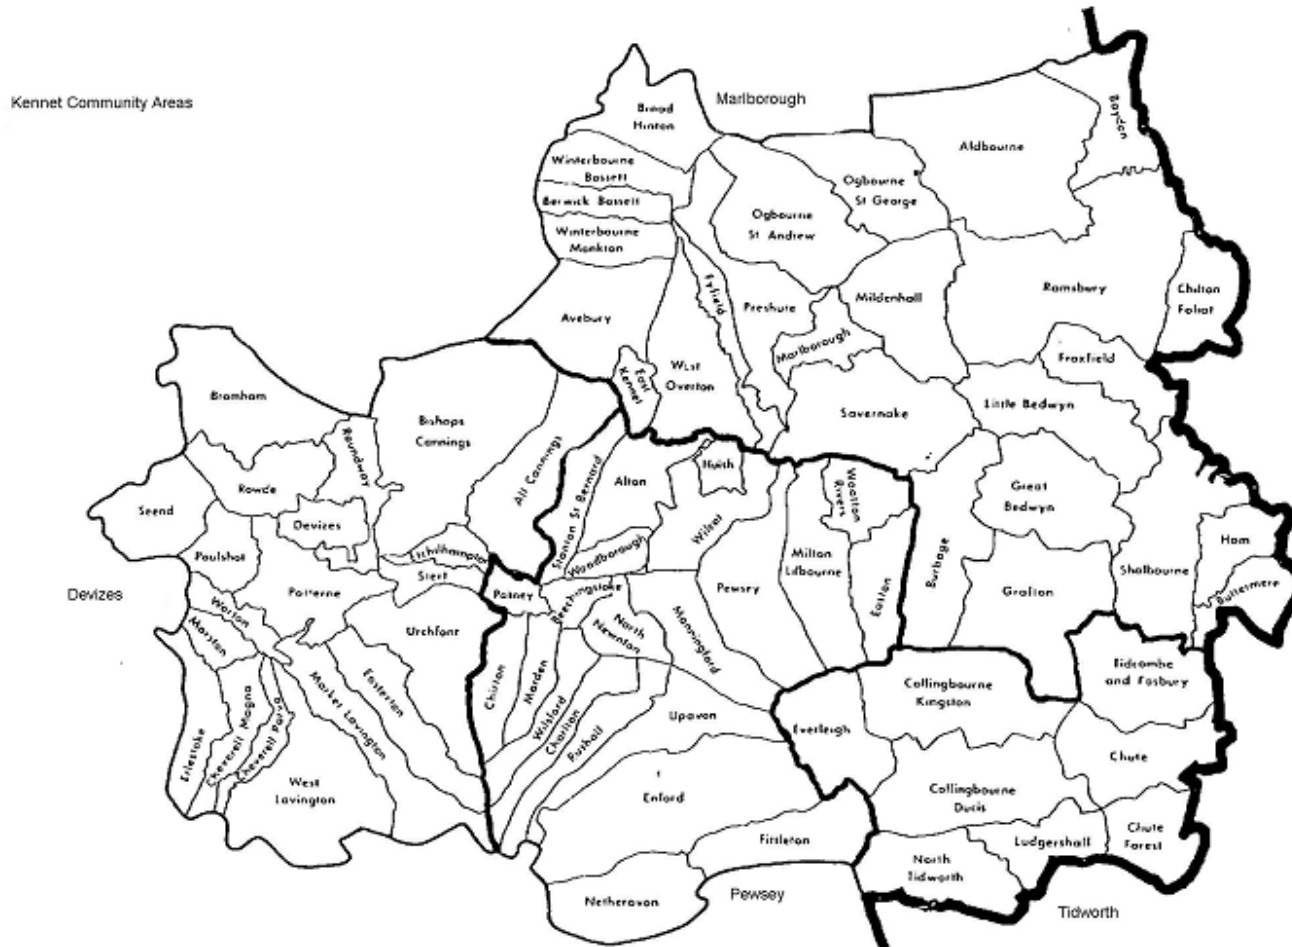 Kennet Community Areas
Marlborough
Broad
Hinton
Winterbourne
Bassett
Berwick Bassett
Winterbourne
Monkton
Avebury
East
Kennet
West
Overton
Fyfield
Preshute
Ogbourne
St Andrew
Ogbourne
St George
Aldbourne
Baydon
Mildenhall
Marlborough
Ramsbury
Chilton
Foliat
Froxfield
Little Bedwyn
Savernake
Great
Bedwyn
Burbage
Grafton
Shalbourne
Ham
Buttermere
Bromham
Roundway
Bishops
Cannings
All Cannings
Seend
Rowde
Devizes
Poulshot
Potterne
Etchilhampton
Stert
Urchfont
Devizes
Worton
Marston
Erlestoke
Cheverell Magna
Cheverell Parva
West
Lavington
Market Lavington
Easterton
Stanton St Bernard
Alton
Huish
Wilcot
Woodborough
Patney
Beechingstoke
North
Newnton
Manningford
Pewsey
Milton
Lilbourne
Wootton
Rivers
Easton
Chirton
Marden
Wilsford
Charlton
Rushall
Upavon
Enford
Fittleton
Netheravon
Pewsey
Everleigh
Collingbourne
Kingston
Tidcombe
and Fosbury
Chute
Collingbourne
Ducis
Chute
Forest
Ludgershall
North
Tidworth
Tidworth